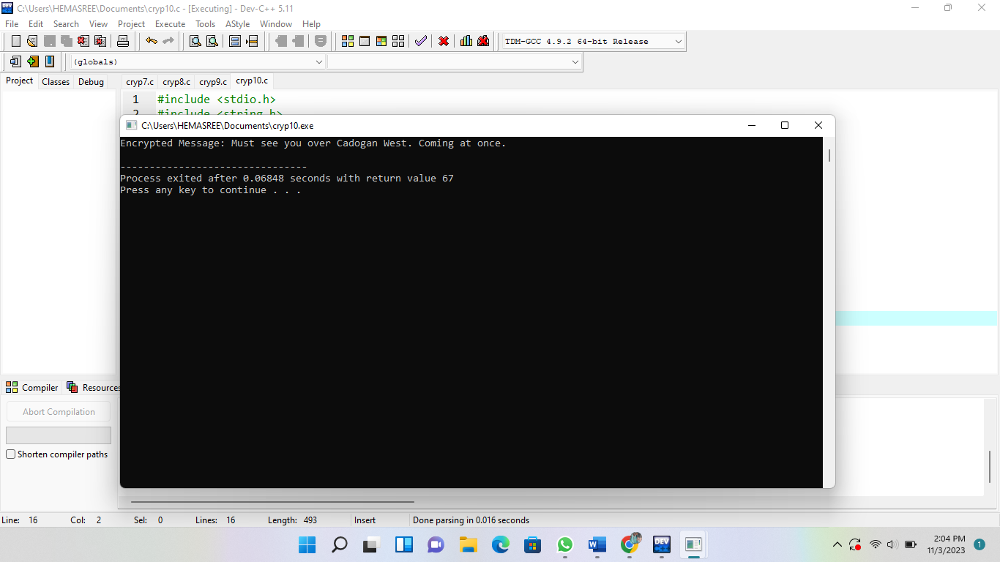 C:\Users\HEMASREE\Documents\cryp10.c - [Executing] - Dev-C++ 5.11
File Edit Search View Project Execute Tools AStyle Window Help
TDM-GCC 4.9.2 64-bit Release
(globals)
Project Classes Debug cryp7.c cryp8.c cryp9.c cryp10.c
1 #include <stdio.h>
2 #include <string.h>
C:\Users\HEMASREE\Documents\cryp10.exe
Encrypted Message: Must see you over Cadogan West. Coming at once.
--------------------------------
Process exited after 0.06848 seconds with return value 67
Press any key to continue . . .
Compiler Resources
Abort Compilation
Shorten compiler paths
Line: 16 Col: 2 Sel: 0 Lines: 16 Length: 493 Insert Done parsing in 0.016 seconds
DEV
2:04 PM
11/3/2023
1